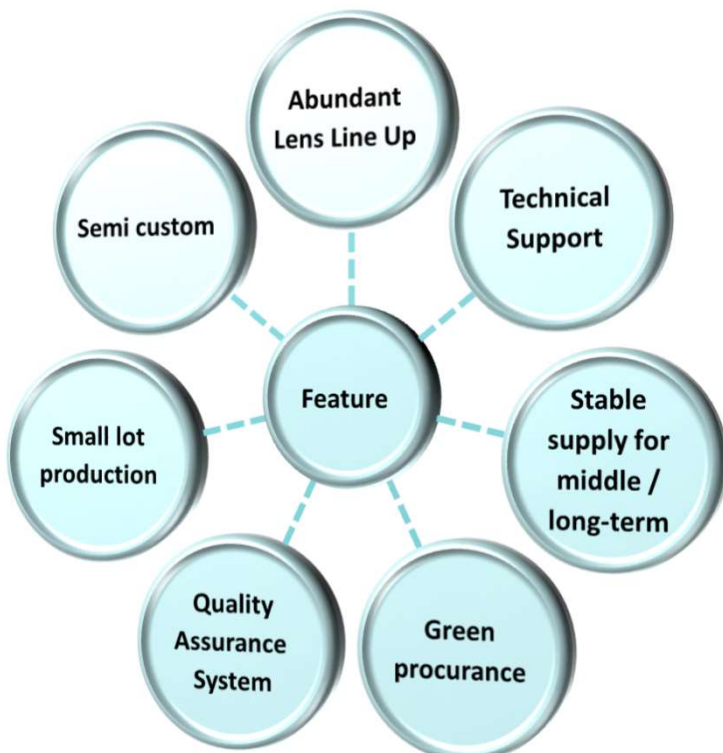 Abundant
Lens Line Up
Technical
Support
Stable
supply for
middle /
long-term
Green
procurance
Quality
Assurance
System
Small lot
production
Semi custom
Feature